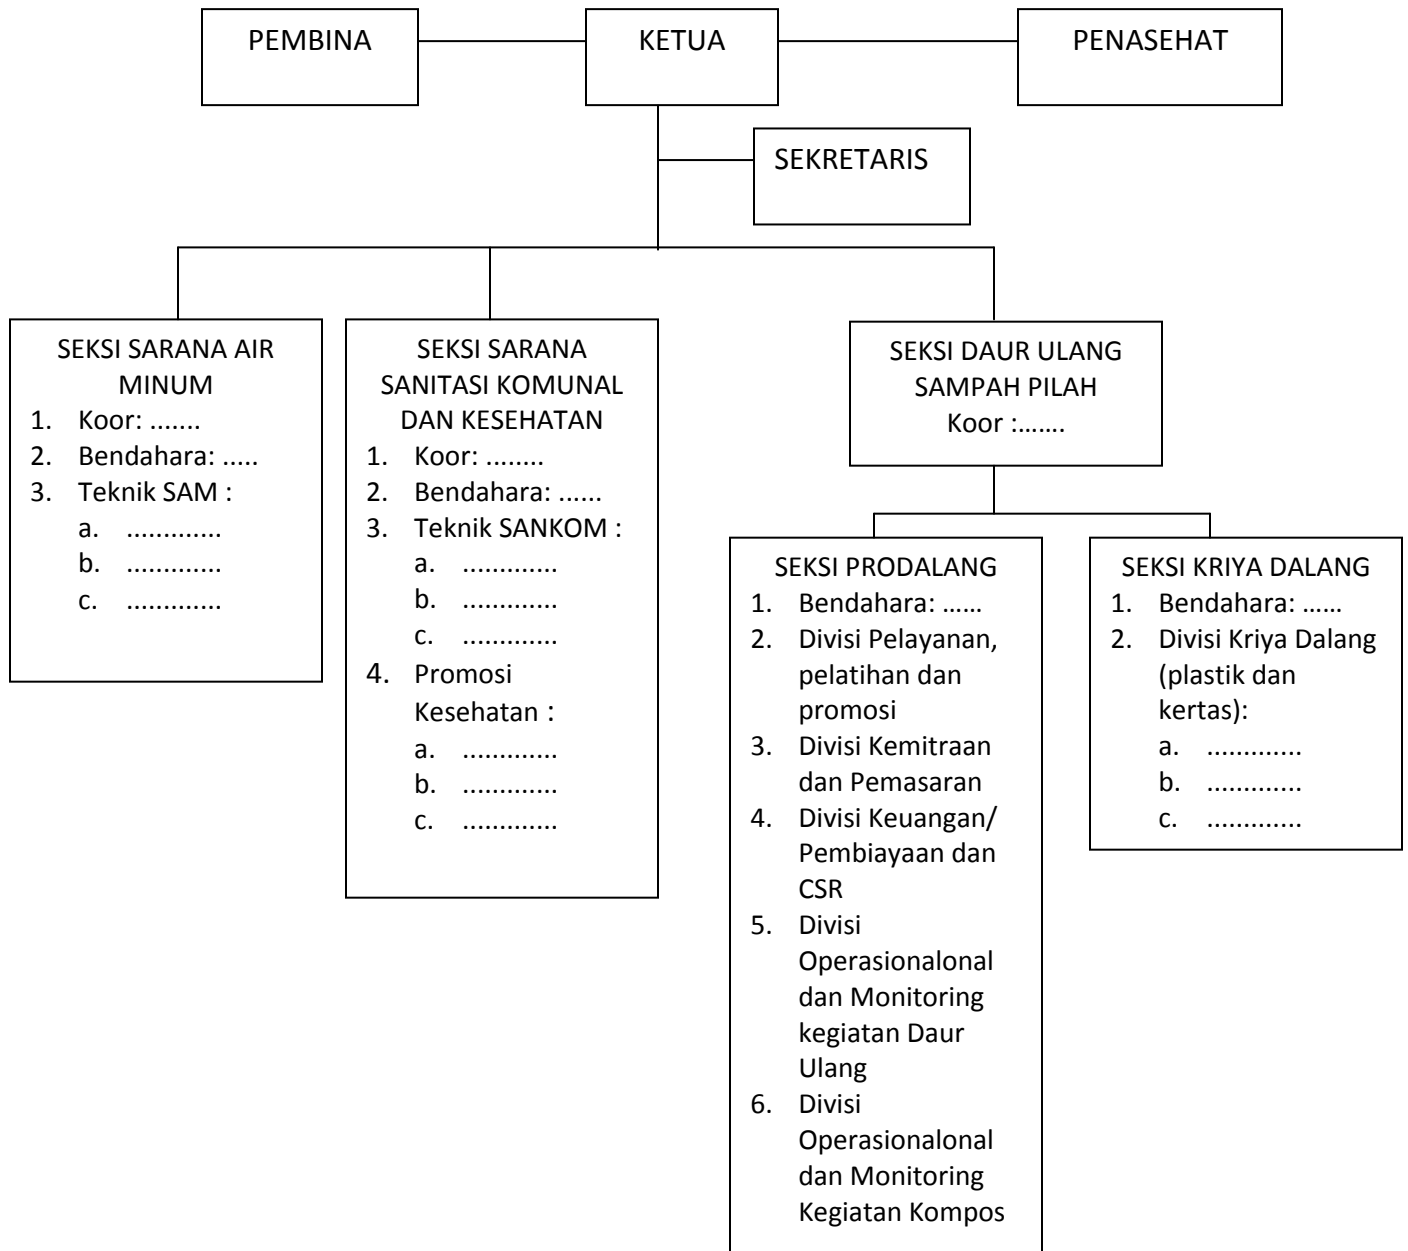 PEMBINA
KETUA
PENASEHAT
SEKRETARIS
SEKSI SARANA AIR
MINUM
1. Koor: .......
2. Bendahara: .....
3. Teknik SAM :
a. .............
b. .............
c. .............
SEKSI SARANA
SANITASI KOMUNAL
DAN KESEHATAN
1. Koor: ........
2. Bendahara: ......
3. Teknik SANKOM :
a. .............
b. .............
c. .............
4. Promosi
Kesehatan :
a. .............
b. .............
c. .............
SEKSI DAUR ULANG
SAMPAH PILAH
Koor :.......
SEKSI PRODALANG
1. Bendahara: ......
2. Divisi Pelayanan,
pelatihan dan
promosi
3. Divisi Kemitraan
dan Pemasaran
4. Divisi Keuangan/
Pembiayaan dan
CSR
5. Divisi
Operasionalonal
dan Monitoring
kegiatan Daur
Ulang
6. Divisi
Operasionalonal
dan Monitoring
Kegiatan Kompos
SEKSI KRIYA DALANG
1. Bendahara: ......
2. Divisi Kriya Dalang
(plastik dan
kertas):
a. .............
b. .............
c. .............